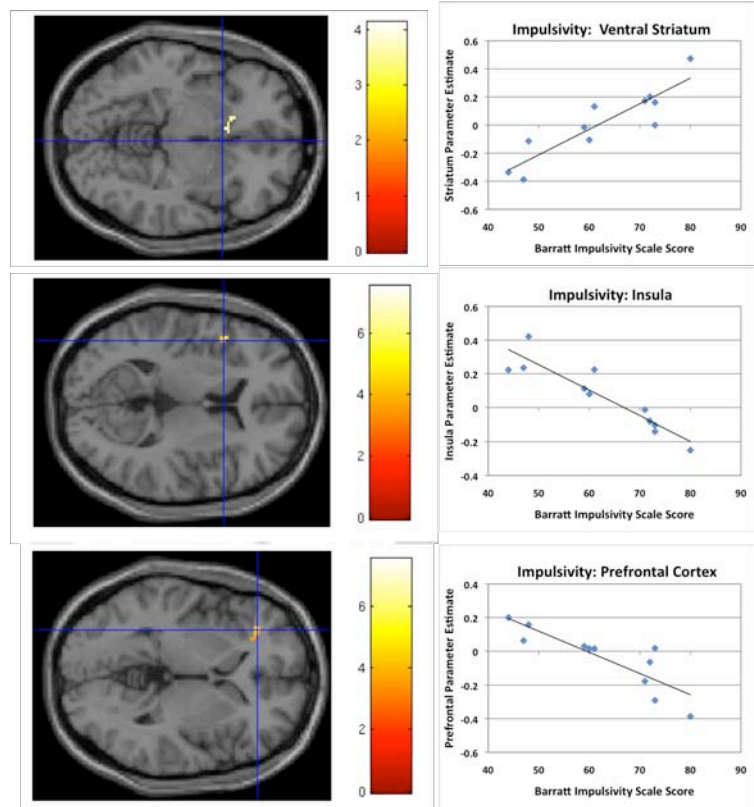 4
3
2
1
0
Impulsivity: Ventral Striatum
Striatum Parameter Estimate
0.6
0.4
0.2
0
-0.2
-0.4
-0.6
40 50 60 70 80 90
Barratt Impulsivity Scale Score
6
4
2
0
Impulsivity: Insula
Insula Parameter Estimate
0.6
0.4
0.2
0
-0.2
-0.4
40 50 60 70 80 90
Barratt Impulsivity Scale Score
6
4
2
0
Impulsivity: Prefrontal Cortex
Prefrontal Parameter Estimate
0.4
0.2
0
-0.2
-0.4
-0.6
40 50 60 70 80 90
Barratt Impulsivity Scale Score